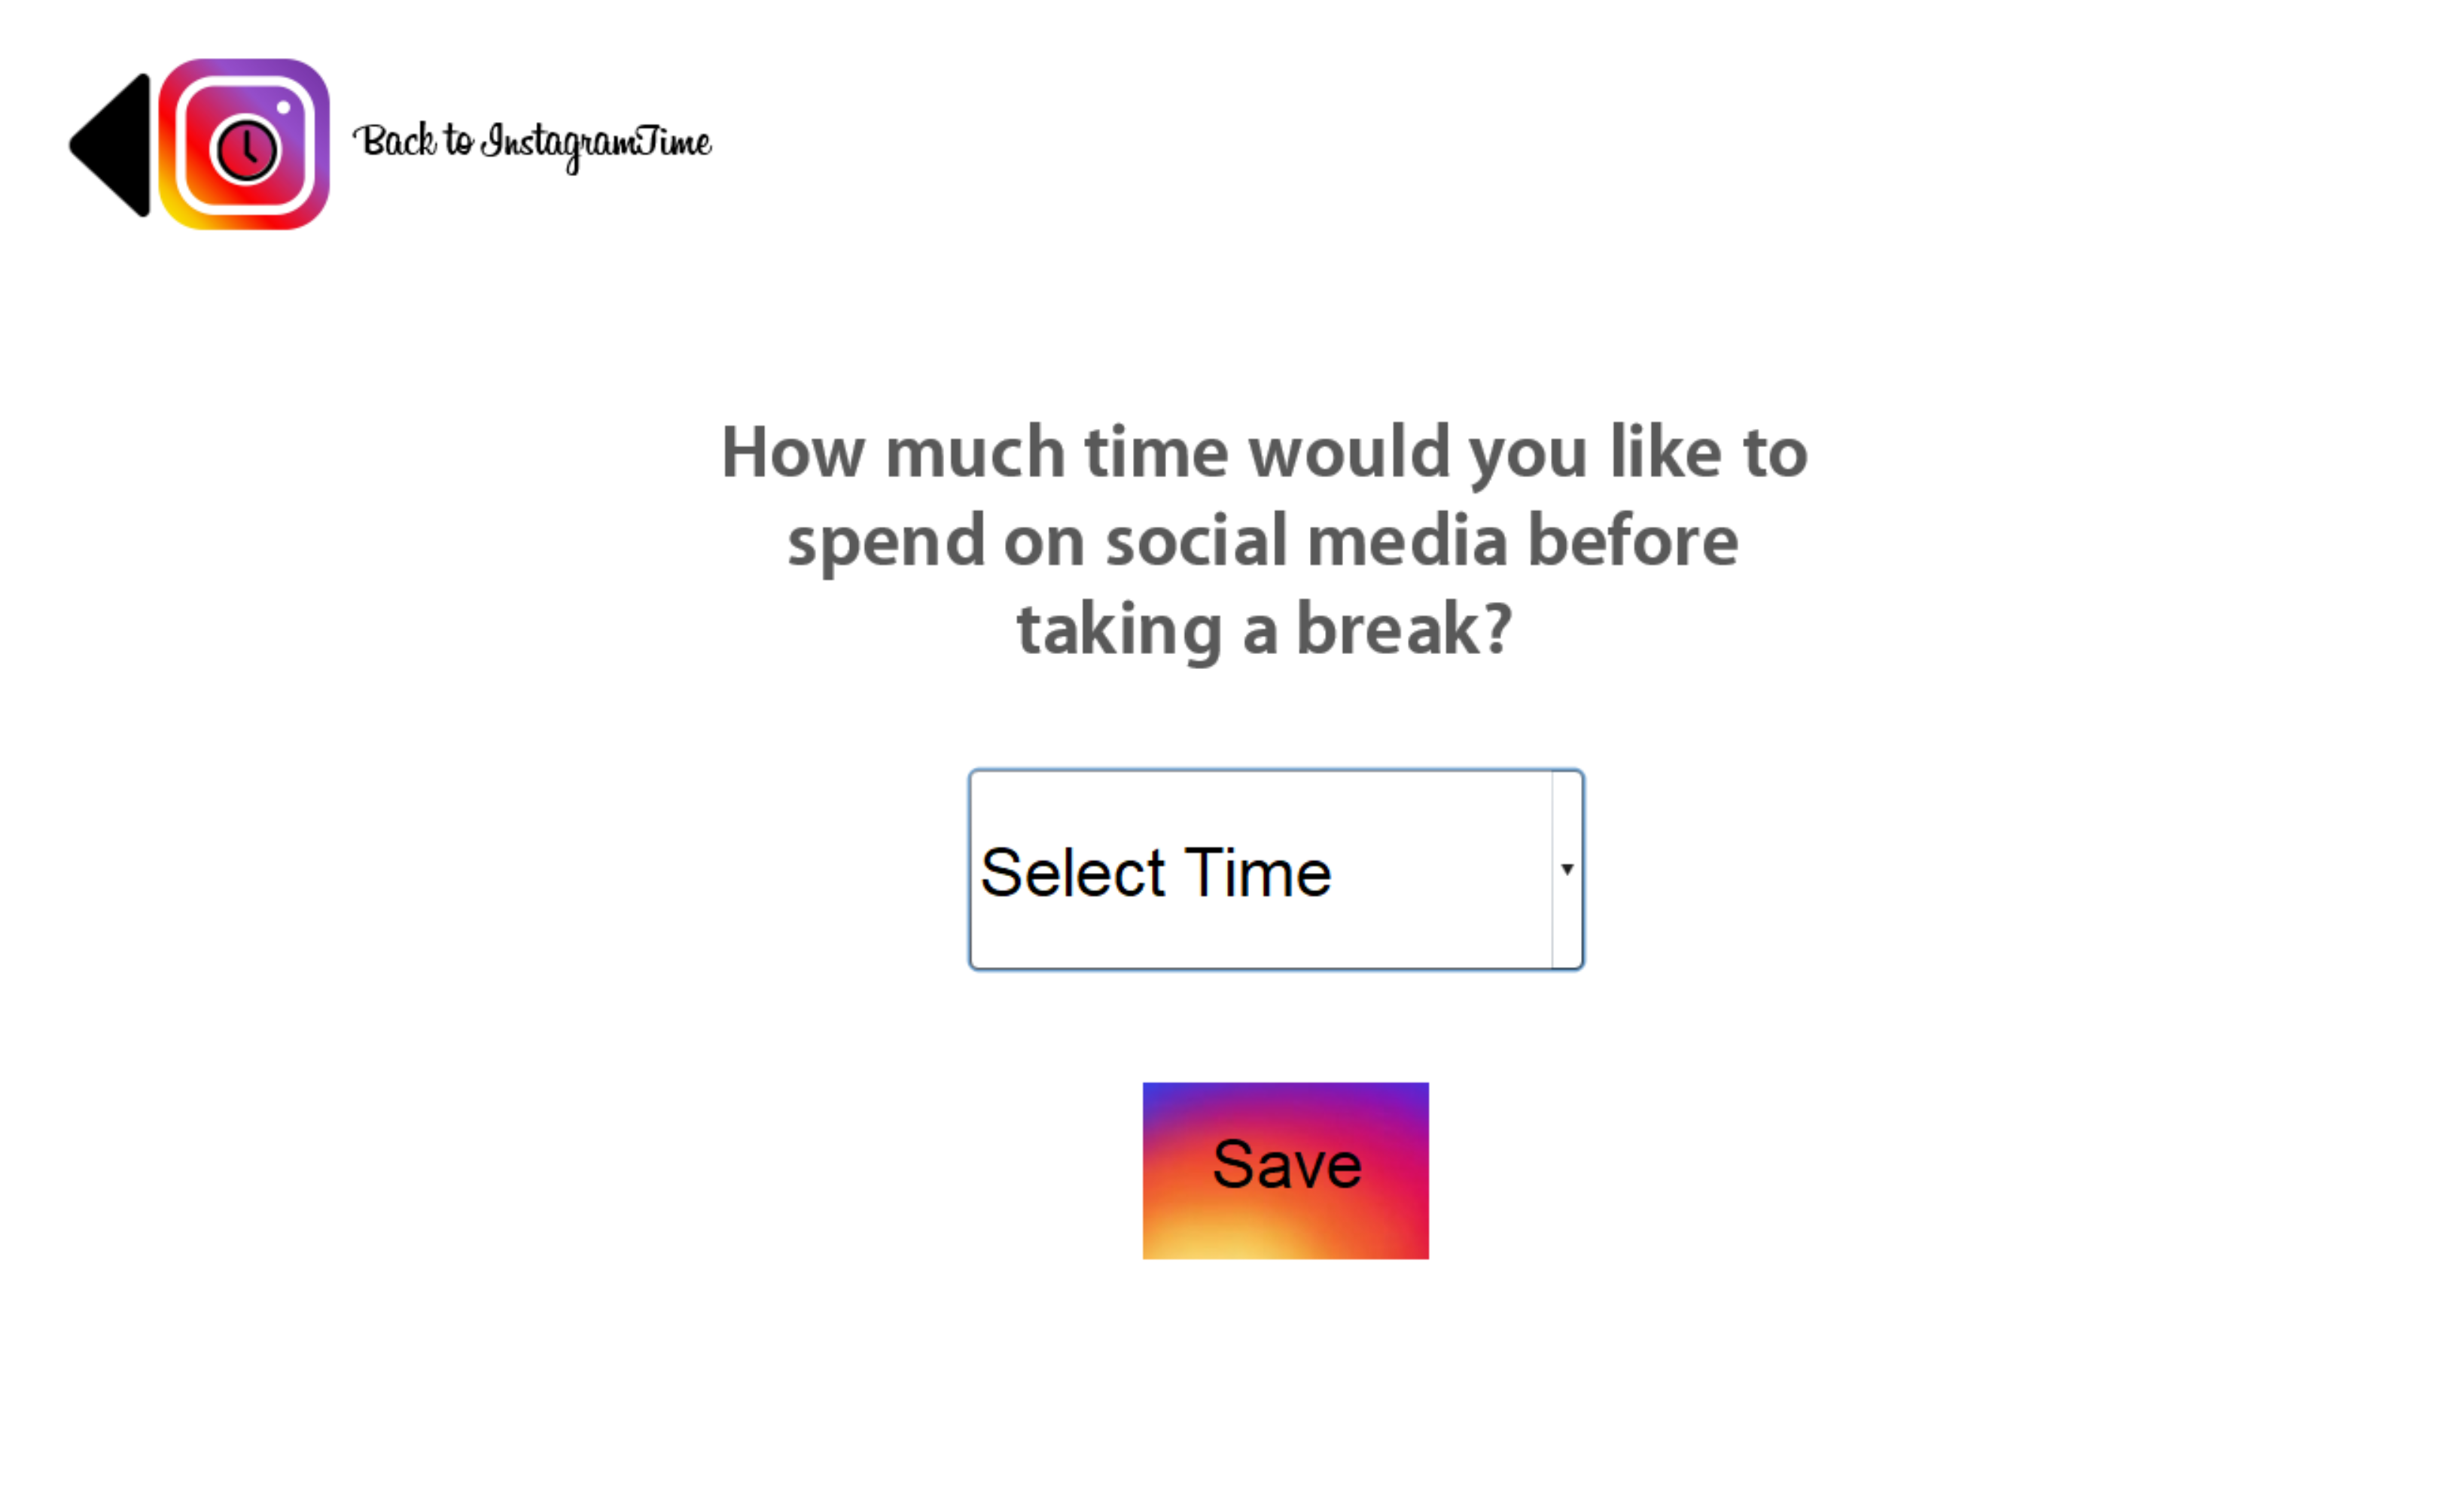 Back to InstagramTime
How much time would you like to
spend on social media before
taking a break?
Select Time
Save